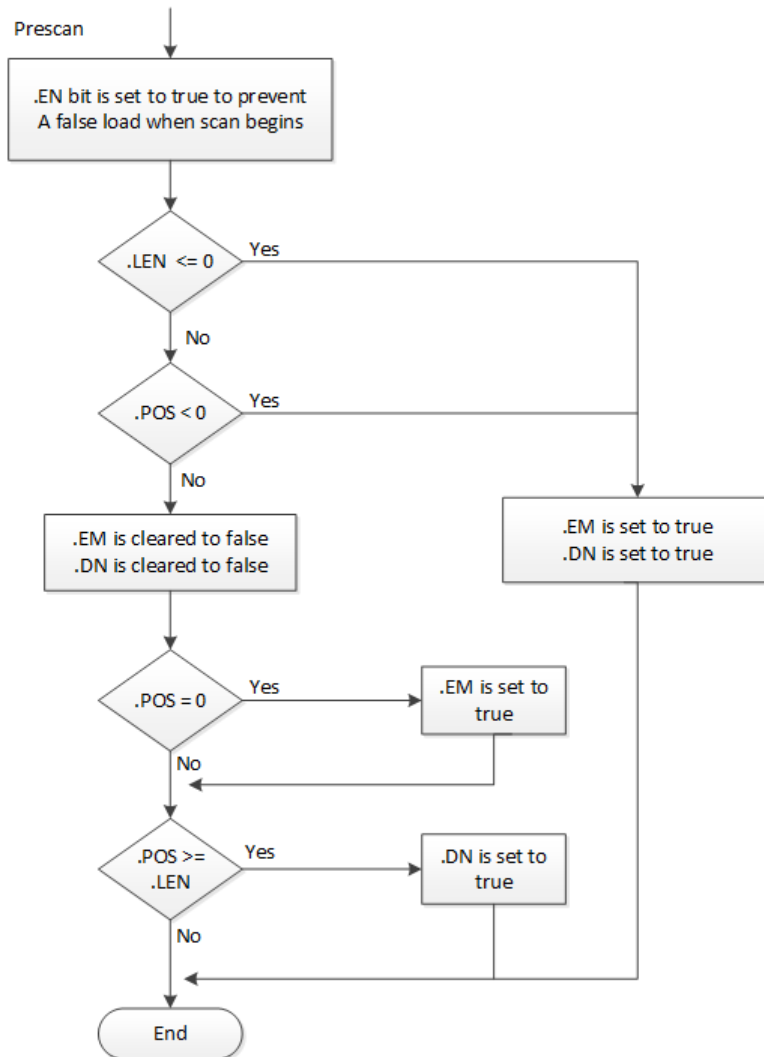 Prescan
.EN bit is set to true to prevent
A false load when scan begins
.LEN <= 0
Yes
No
.POS < 0
Yes
No
.EM is cleared to false
.DN is cleared to false
.EM is set to true
.DN is set to true
.POS = 0
Yes
.EM is set to
true
No
.POS >=
.LEN
Yes
.DN is set to
true
No
End